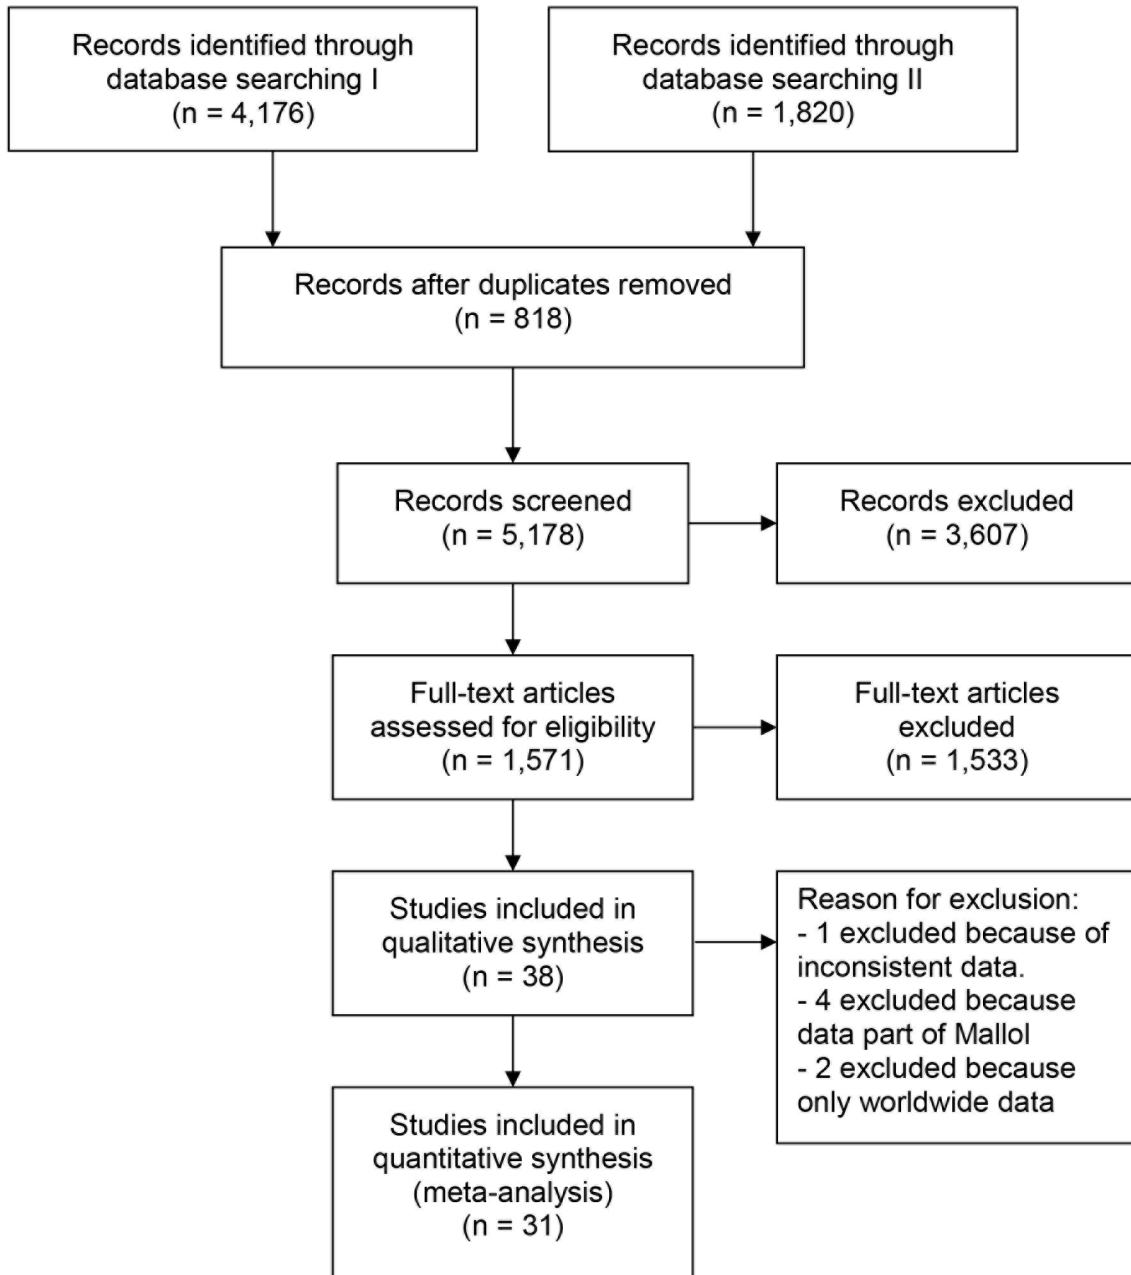 Records identified through
database searching I
(n = 4,176)
Records identified through
database searching II
(n = 1,820)
Records after duplicates removed
(n = 818)
Records screened
(n = 5,178)
Records excluded
(n = 3,607)
Full-text articles
assessed for eligibility
(n = 1,571)
Full-text articles
excluded
(n = 1,533)
Studies included in
qualitative synthesis
(n = 38)
Reason for exclusion:
- 1 excluded because of
inconsistent data.
- 4 excluded because
data part of Mallol
- 2 excluded because
only worldwide data
Studies included in
quantitative synthesis
(meta-analysis)
(n = 31)